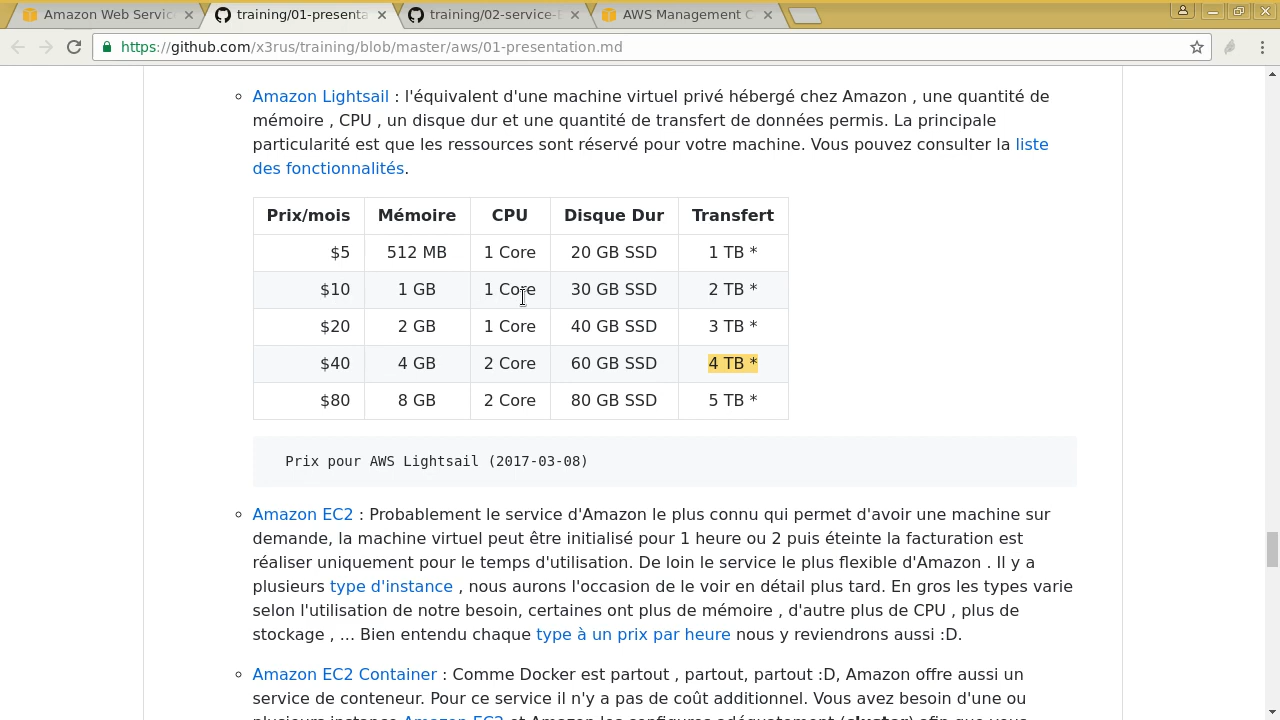 Amazon Web Servic
training/01-presenta
training/02-service-E
AWS Management C
https://github.com/x3rus/training/blob/master/aws/01-presentation.md
Amazon Lightsail : l'équivalent d'une machine virtuel privé hébergé chez Amazon , une quantité de
mémoire , CPU , un disque dur et une quantité de transfert de données permis. La principale
particularité est que les ressources sont réservé pour votre machine. Vous pouvez consulter la liste
des fonctionnalités.
Prix/mois Mémoire CPU Disque Dur Transfert
$5 512 MB 1 Core 20 GB SSD 1 TB *
$10 1 GB 1 Core 30 GB SSD 2 TB *
$20 2 GB 1 Core 40 GB SSD 3 TB *
$40 4 GB 2 Core 60 GB SSD 4 TB *
$80 8 GB 2 Core 80 GB SSD 5 TB *
Prix pour AWS Lightsail (2017-03-08)
Amazon EC2 : Probablement le service d'Amazon le plus connu qui permet d'avoir une machine sur
demande, la machine virtuel peut être initialisé pour 1 heure ou 2 puis éteinte la facturation est
réaliser uniquement pour le temps d'utilisation. De loin le service le plus flexible d'Amazon . Il y a
plusieurs type d'instance , nous aurons l'occasion de le voir en détail plus tard. En gros les types varie
selon l'utilisation de notre besoin, certaines ont plus de mémoire , d'autre plus de CPU , plus de
stockage , ... Bien entendu chaque type à un prix par heure nous y reviendrons aussi :D.
Amazon EC2 Container : Comme Docker est partout , partout, partout :D, Amazon offre aussi un
service de conteneur. Pour ce service il n'y a pas de coût additionnel. Vous avez besoin d'une ou
plusieurs instance Amazon EC2 et Amazon les configures adéquatement (cluster) afin que vous